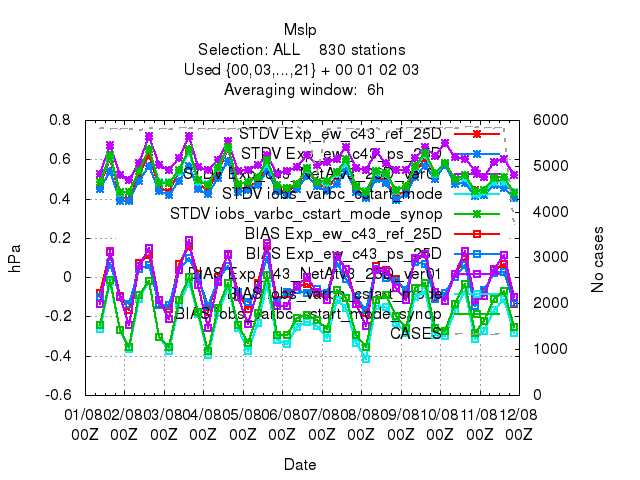 Mslp
Selection: ALL 830 stations
Used {00,03,...,21} + 00 01 02 03
Averaging window: 6h
0.8
0.6
0.4
0.2
0
-0.2
-0.4
-0.6
hPa
6000
5000
4000
3000
2000
1000
0
No cases
STDV Exp_ew_c43_ref_25D
STDV Exp_ew_c43_ps_25D
STDV iobs_varbc_cstart_mode
STDV iobs_varbc_cstart_mode_synop
BIAS Exp_ew_c43_ref_25D
BIAS Exp_ew_c43_ps_25D
BIAS iobs_varbc_cstart_mode_synop
CASES
01/08 02/08 03/08 04/08 05/08 06/08 07/08 08/08 09/08 10/08 11/08 12/08
00Z 00Z 00Z 00Z 00Z 00Z 00Z 00Z 00Z 00Z 00Z 00Z
Date